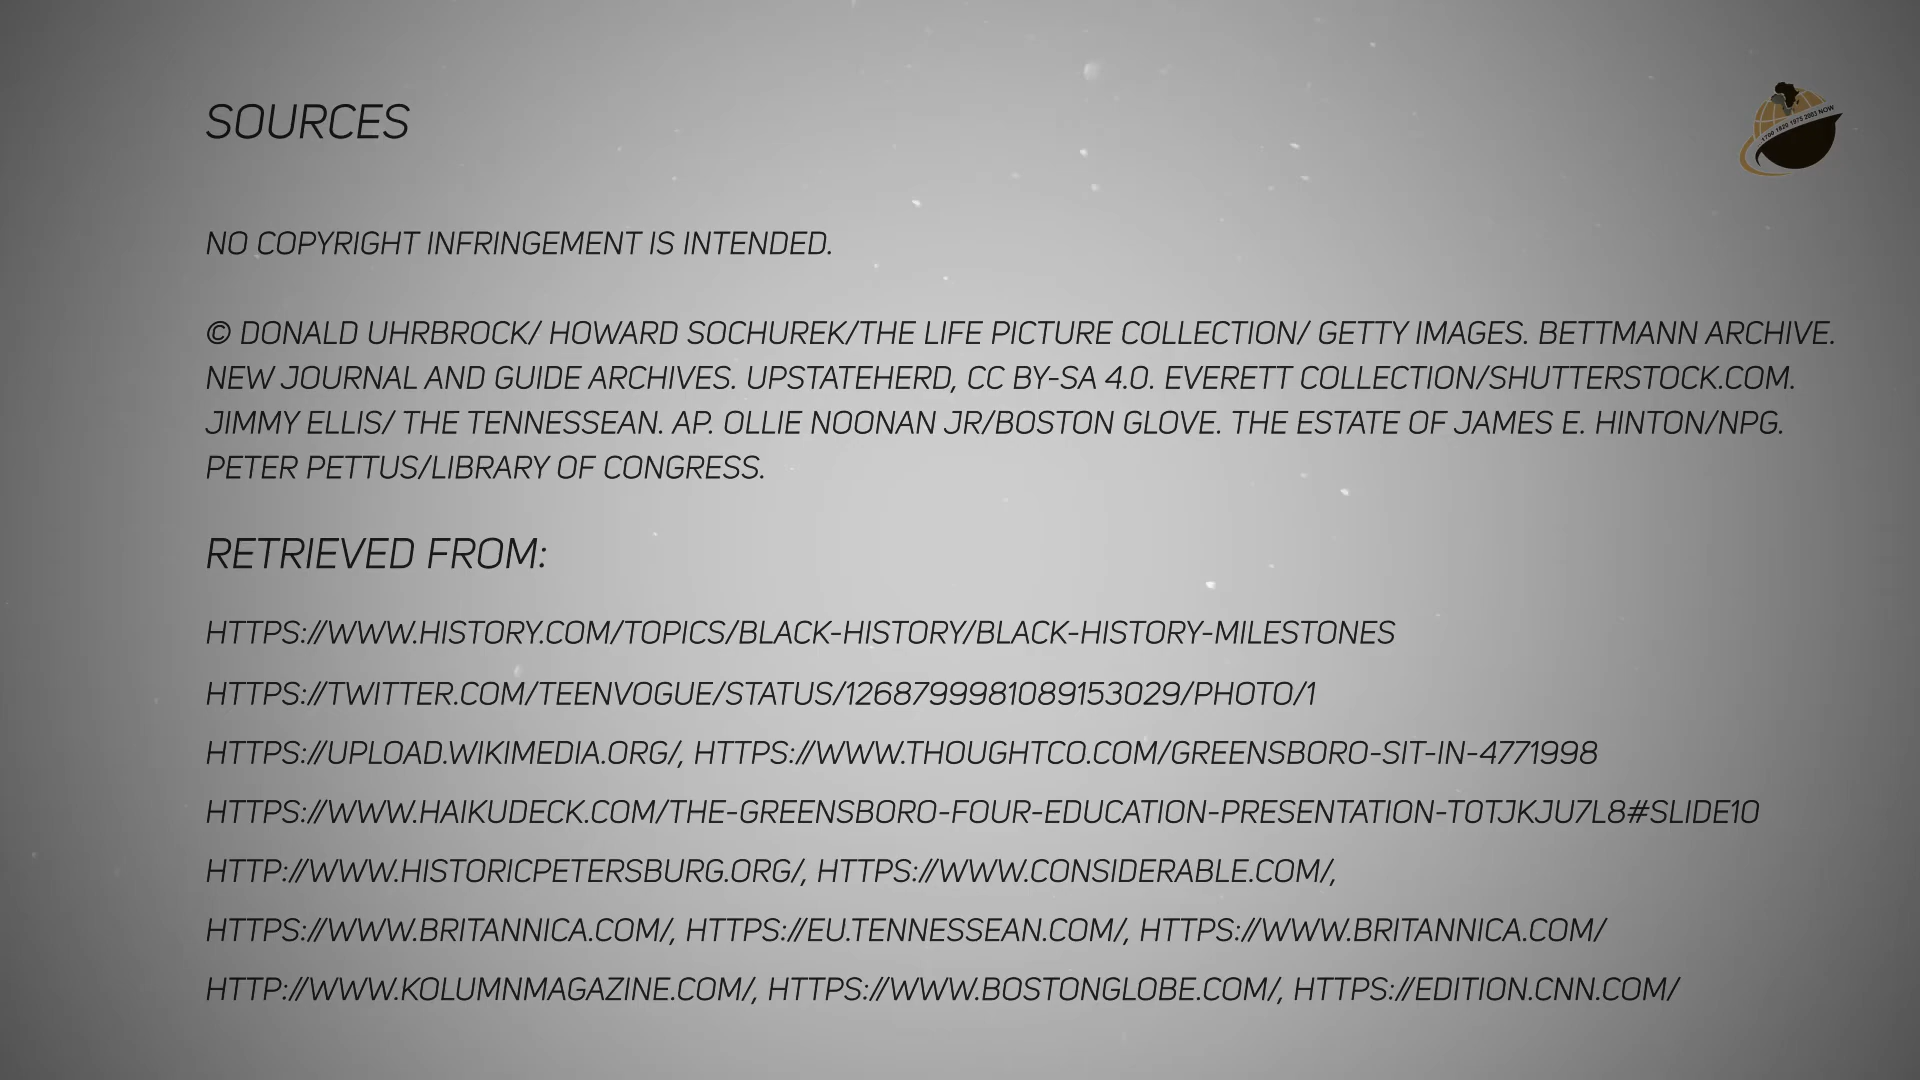 SOURCES
1700 1820 1975 2003 NOW
NO COPYRIGHT INFRINGEMENT IS INTENDED.
© DONALD UHRBROCK/ HOWARD SOCHUREK/THE LIFE PICTURE COLLECTION/ GETTY IMAGES. BETTMANN ARCHIVE.
NEW JOURNAL AND GUIDE ARCHIVES. UPSTATEHERD, CC BY-SA 4.0. EVERETT COLLECTION/SHUTTERSTOCK.COM.
JIMMY ELLIS/ THE TENNESSEAN. AP. OLLIE NOONAN JR/BOSTON GLOVE. THE ESTATE OF JAMES E. HINTON/NPG.
PETER PETTUS/LIBRARY OF CONGRESS.
RETRIEVED FROM:
HTTPS://WWW.HISTORY.COM/TOPICS/BLACK-HISTORY/BLACK-HISTORY-MILESTONES
HTTPS://TWITTER.COM/TEENVOGUE/STATUS/1268799981089153029/PHOTO/1
HTTPS://UPLOAD.WIKIMEDIA.ORG/, HTTPS://WWW.THOUGHTCO.COM/GREENSBORO-SIT-IN-4771998
HTTPS://WWW.HAIKUDECK.COM/THE-GREENSBORO-FOUR-EDUCATION-PRESENTATION-T0TJKJU7L8#SLIDE10
HTTP://WWW.HISTORICPETERSBURG.ORG/, HTTPS://WWW.CONSIDERABLE.COM/,
HTTPS://WWW.BRITANNICA.COM/, HTTPS://EU.TENNESSEAN.COM/, HTTPS://WWW.BRITANNICA.COM/
HTTP://WWW.KOLUMNMAGAZINE.COM/, HTTPS://WWW.BOSTONGLOBE.COM/, HTTPS://EDITION.CNN.COM/